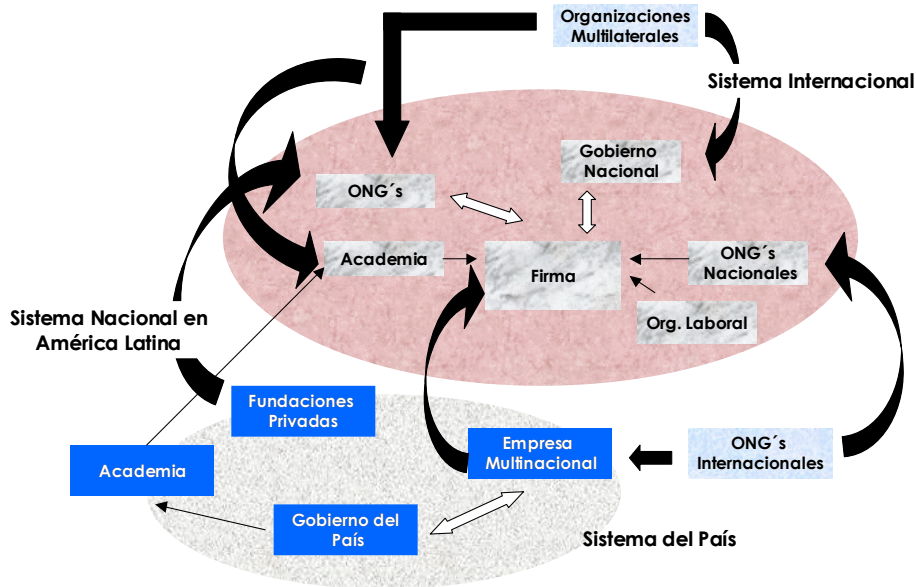 Organizaciones
Multilaterales
Sistema Internacional
Gobierno
Nacional
ONG´s
Academia
Firma
ONG´s
Nacionales
Org. Laboral
Sistema Nacional en
América Latina
Fundaciones
Privadas
Academia
Empresa
Multinacional
ONG´s
Internacionales
Gobierno del
País
Sistema del País